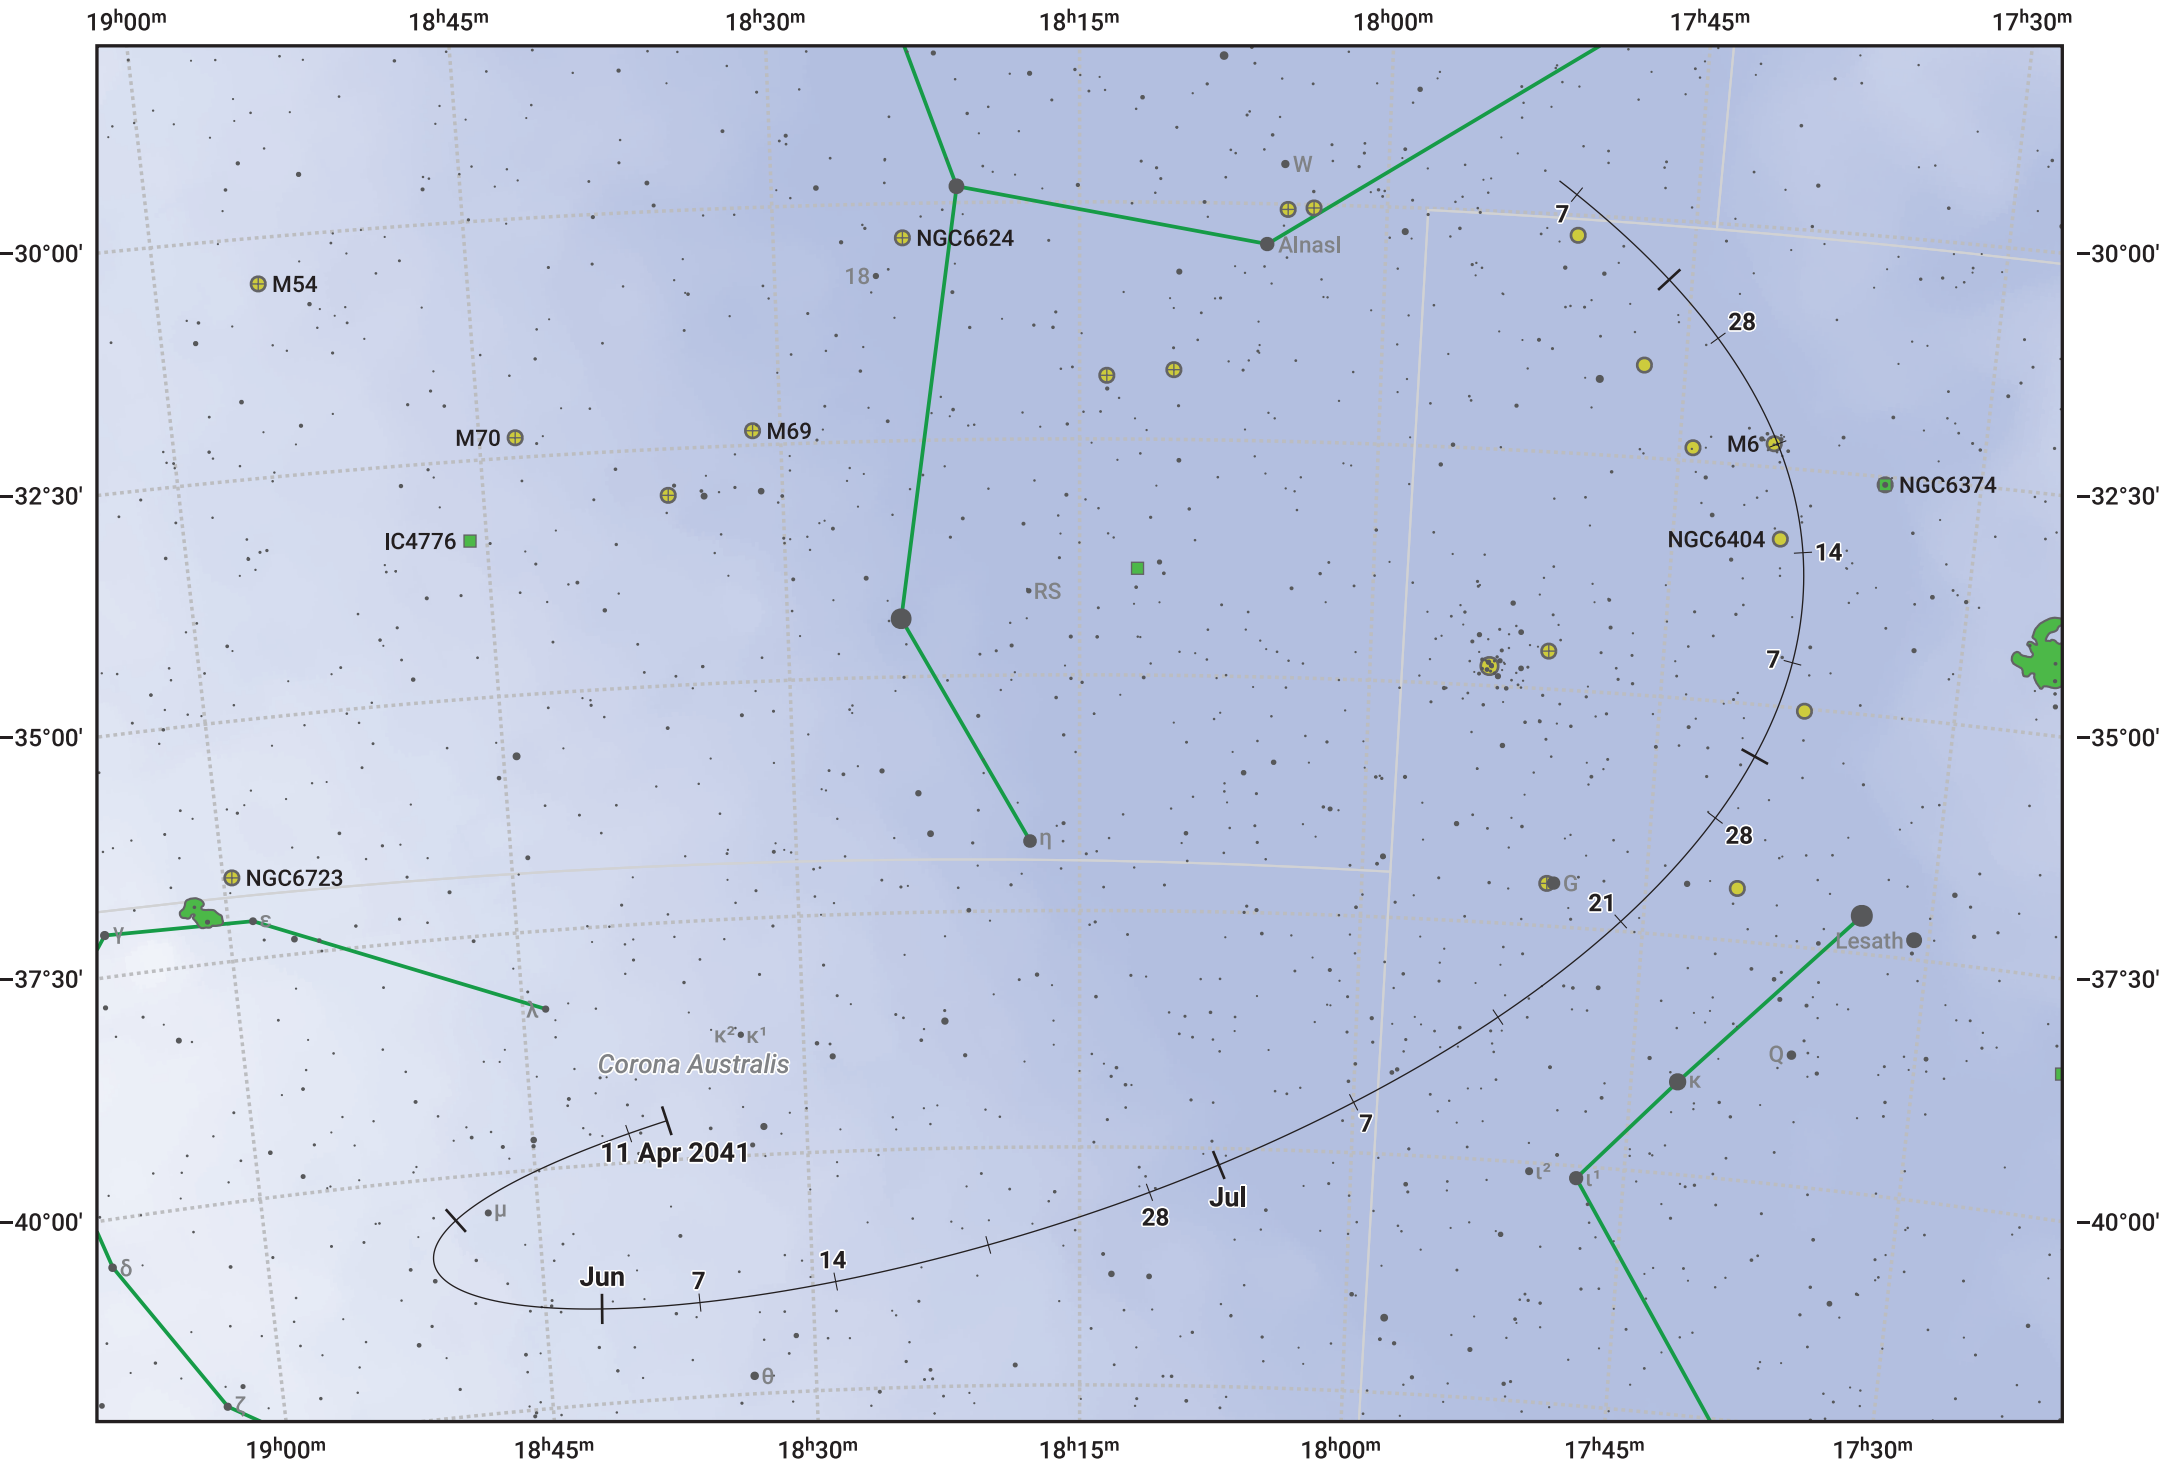 19ʰ00ᵐ 18ʰ45ᵐ 18ʰ30ᵐ 18ʰ15ᵐ 18ʰ00ᵐ 17ʰ45ᵐ 17ʰ30ᵐ
W
7
−30°00' NGC6624 Alnasl −30°00'
18
M54
28
M70 M69 M6
−32°30' NGC6374 −32°30'
IC4776 NGC6404 14
RS
7
−35°00' −35°00'
28
η
NGC6723 G 21
γ ε Lesath
−37°30' −37°30'
λ
κ² κ¹ Q
Corona Australis κ
7
11 Apr 2041
ι² ι¹
μ Jul
−40°00' 28 −40°00'
δ Jun 7 14
θ
ζ
19ʰ00ᵐ 18ʰ45ᵐ 18ʰ30ᵐ 18ʰ15ᵐ 18ʰ00ᵐ 17ʰ45ᵐ 17ʰ30ᵐ